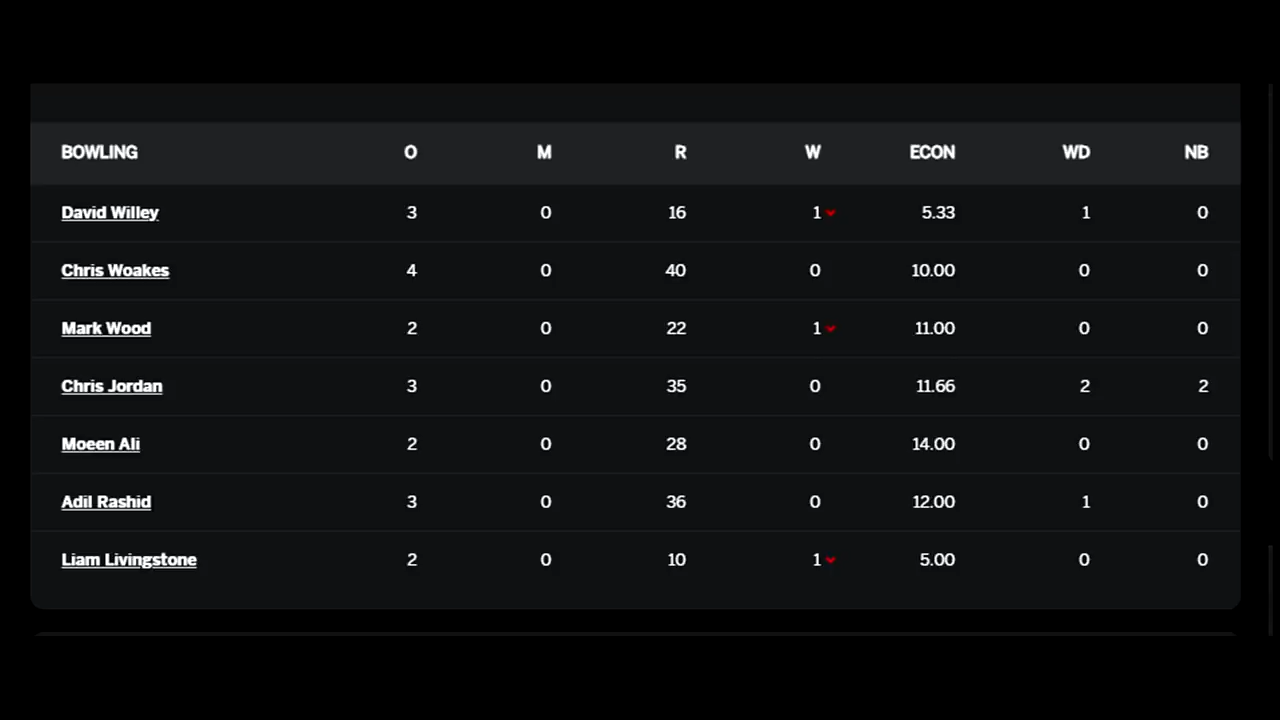 BOWLING O M R W ECON WD NB
David Willey 3 0 16 1 5.33 1 0
Chris Woakes 4 0 40 0 10.00 0 0
Mark Wood 2 0 22 1 11.00 0 0
Chris Jordan 3 0 35 0 11.66 2 2
Moeen Ali 2 0 28 0 14.00 0 0
Adil Rashid 3 0 36 0 12.00 1 0
Liam Livingstone 2 0 10 1 5.00 0 0